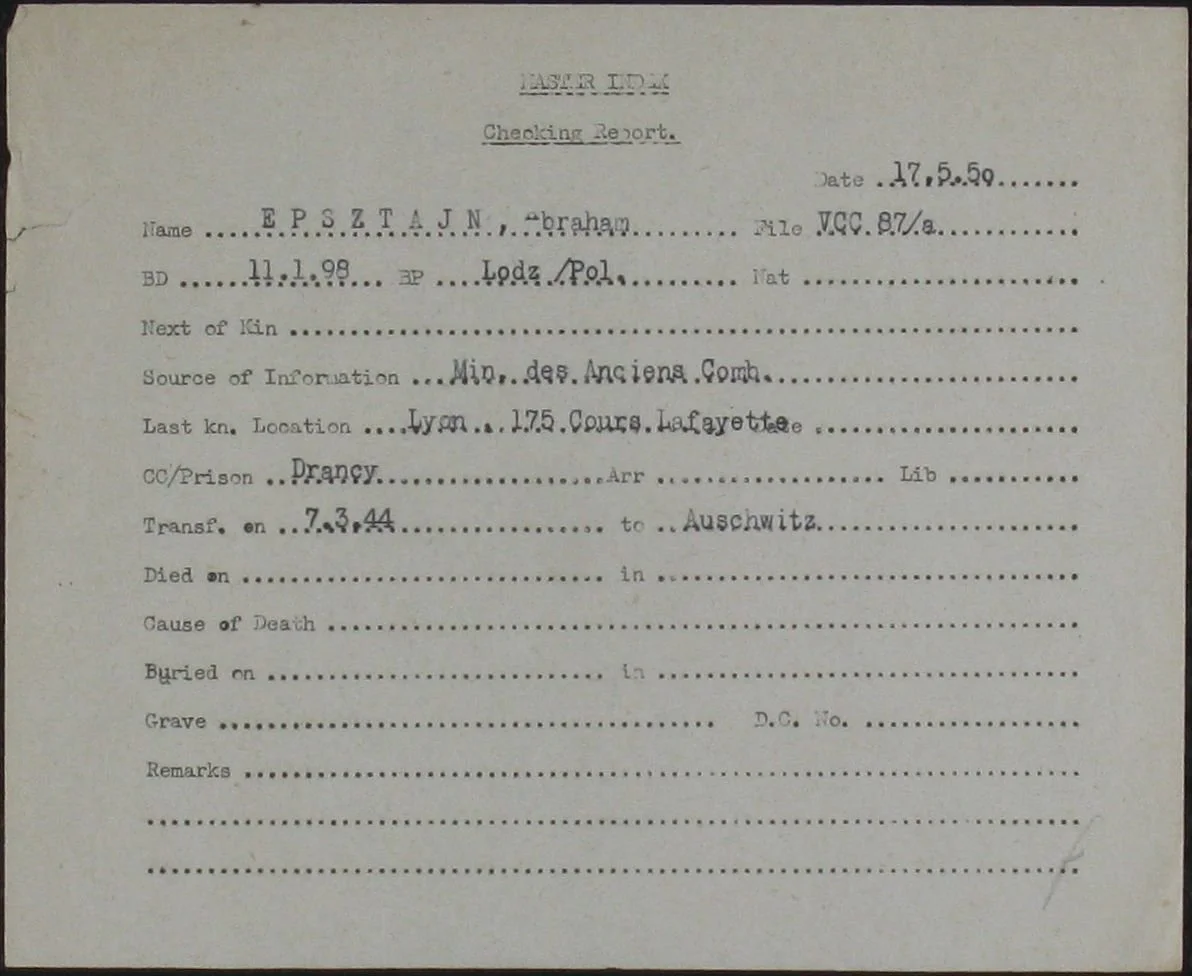 MASTER INDEX
Checking Report.
Date ..17.5.50.......
Name .....E P S Z T A J N , Abraham......... File V.CC. 87/a............
BD ......11.1.98... BP ....Lodz /Pol.......... Nat ......................
Next of Kin ..................................................................
Source of Information ...Min. des Anciens Comb...........................
Last kn. Location ....Lyon . 175 Cours Lafayette Date ......................
CC/Prison ..Drancy...................Arr ................... Lib ...........
Transf. on ..7.3.44.................. to ..Auschwitz.....................
Died on .............................. in ...................................
Cause of Death ..............................................................
Buried on ............................ in ...................................
Grave ......................................... D.C. No. ..................
Remarks .....................................................................